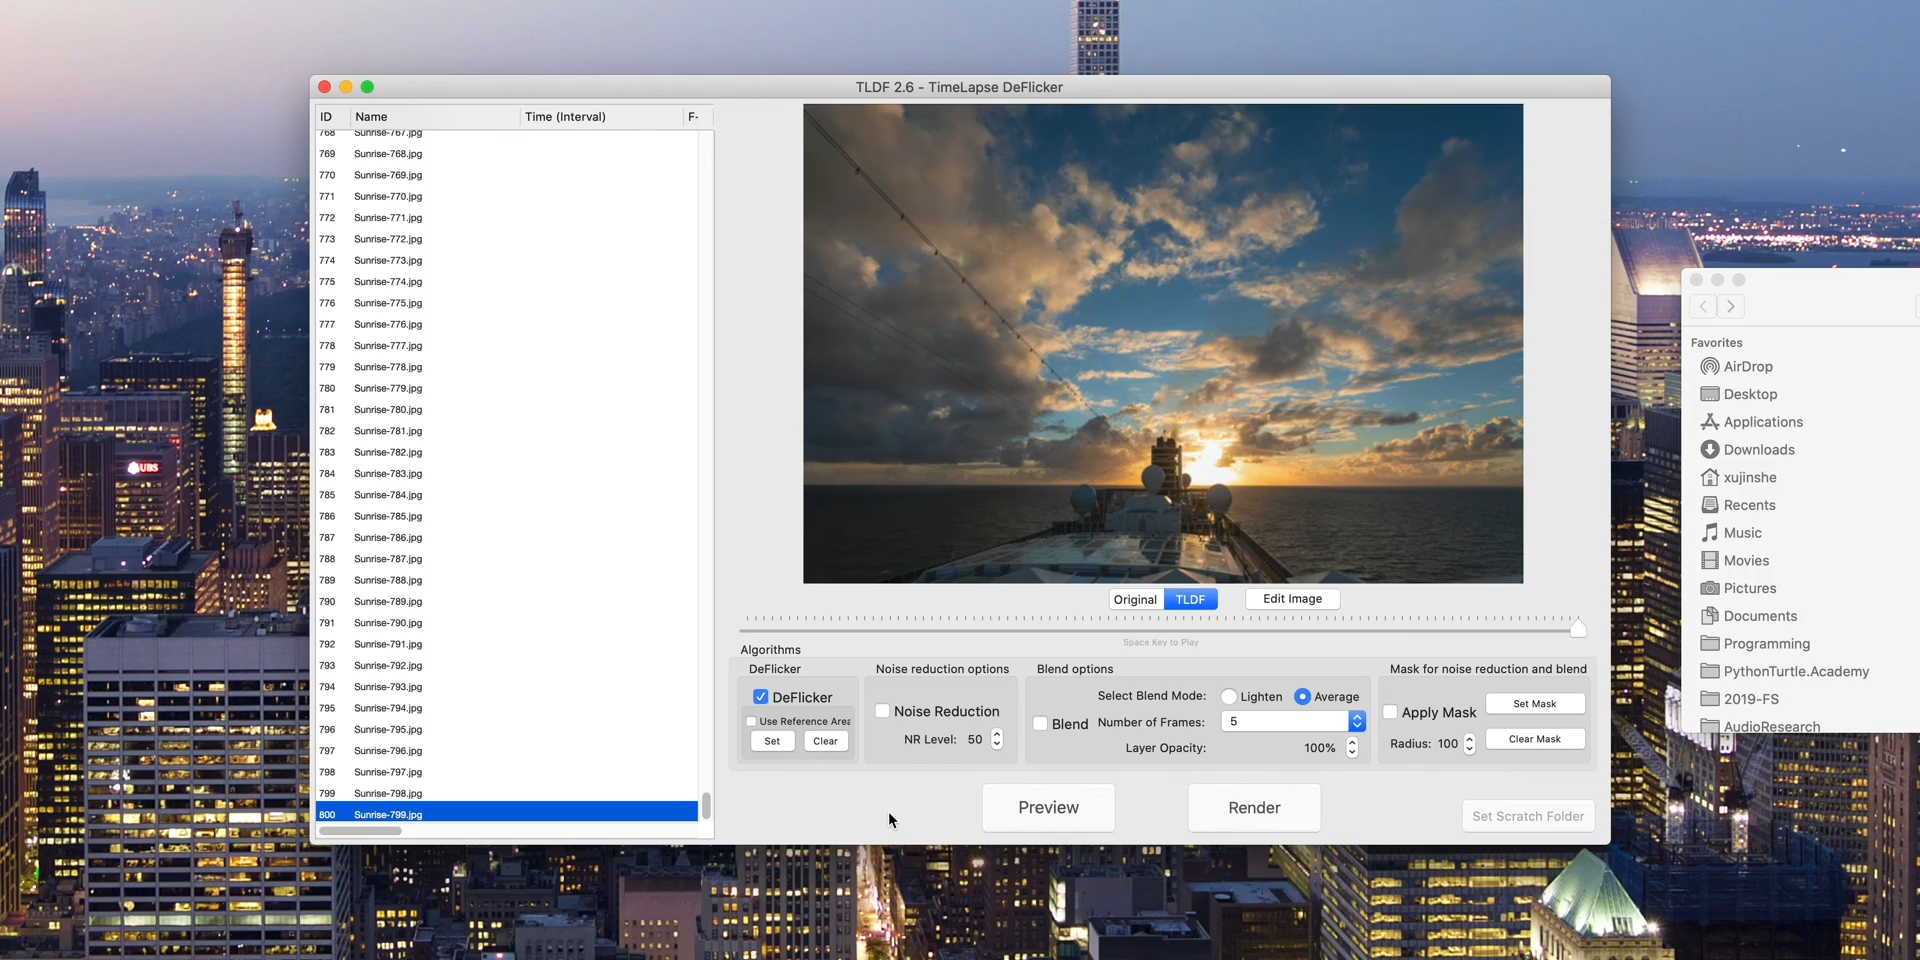 TLDF 2.6 - TimeLapse DeFlicker
ID Name Time (Interval) F-
768 Sunrise-767.jpg
769 Sunrise-768.jpg
770 Sunrise-769.jpg
771 Sunrise-770.jpg
772 Sunrise-771.jpg
773 Sunrise-772.jpg
774 Sunrise-773.jpg
775 Sunrise-774.jpg
776 Sunrise-775.jpg
777 Sunrise-776.jpg
778 Sunrise-777.jpg
779 Sunrise-778.jpg
780 Sunrise-779.jpg
781 Sunrise-780.jpg
782 Sunrise-781.jpg
783 Sunrise-782.jpg
784 Sunrise-783.jpg
785 Sunrise-784.jpg
786 Sunrise-785.jpg
787 Sunrise-786.jpg
788 Sunrise-787.jpg
789 Sunrise-788.jpg
790 Sunrise-789.jpg
791 Sunrise-790.jpg
792 Sunrise-791.jpg
793 Sunrise-792.jpg
794 Sunrise-793.jpg
795 Sunrise-794.jpg
796 Sunrise-795.jpg
797 Sunrise-796.jpg
798 Sunrise-797.jpg
799 Sunrise-798.jpg
800 Sunrise-799.jpg
Original TLDF Edit Image
Space Key to Play
Algorithms
DeFlicker
DeFlicker
Use Reference Area
Set Clear
Noise reduction options
Noise Reduction
NR Level: 50
Blend options
Select Blend Mode: Lighten Average
Blend Number of Frames: 5
Layer Opacity: 100%
Mask for noise reduction and blend
Apply Mask Set Mask
Radius: 100 Clear Mask
Preview Render Set Scratch Folder
Favorites
AirDrop
Desktop
Applications
Downloads
xujinshe
Recents
Music
Movies
Pictures
Documents
Programming
PythonTurtle.Academy
2019-FS
AudioResearch
UBS